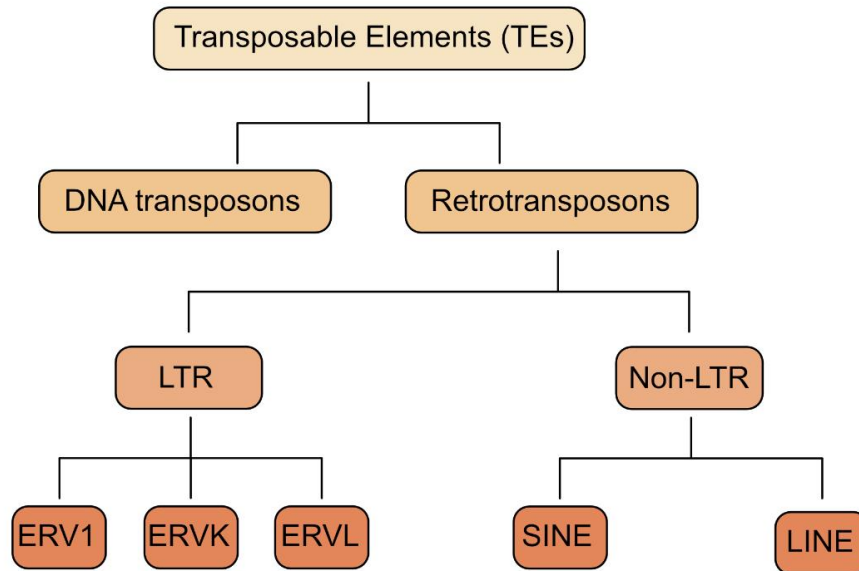 Transposable Elements (TEs)
DNA transposons
Retrotransposons
LTR
Non-LTR
ERV1
ERVK
ERVL
SINE
LINE